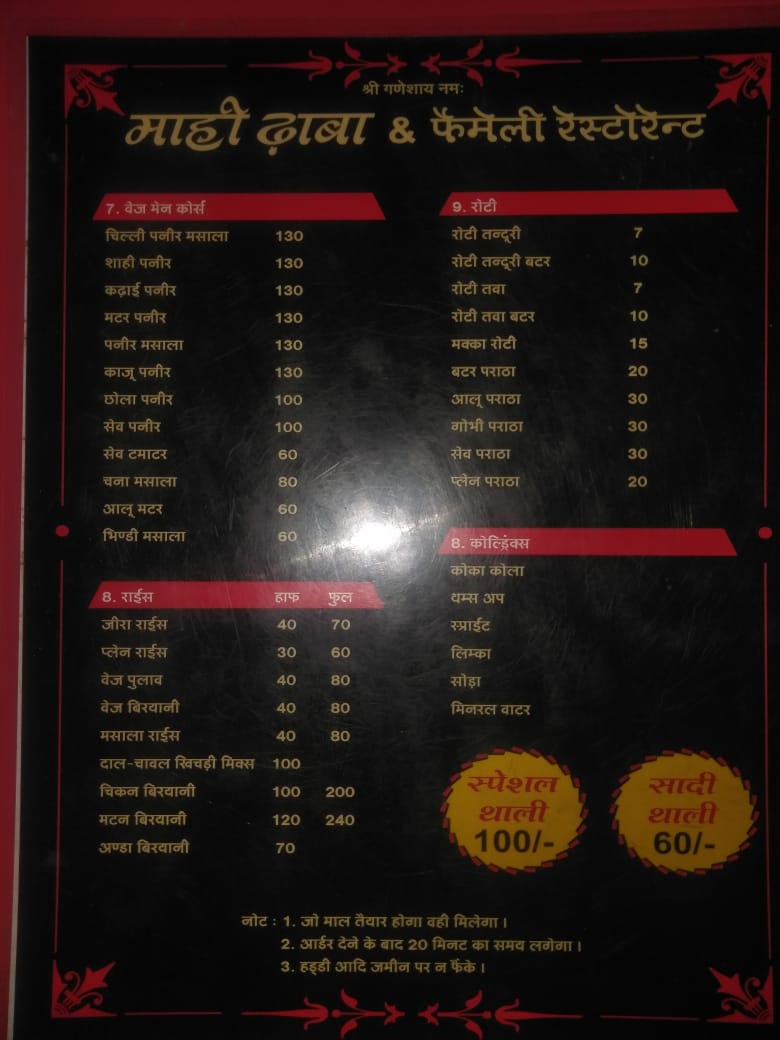 श्री गणेशाय नमः
माही ढ़ाबा & फैमेली रेस्टोरेन्ट
7. वेज मेन कोर्स
चिल्ली पनीर मसाला 130
शाही पनीर 130
कढ़ाई पनीर 130
मटर पनीर 130
पनीर मसाला 130
काजू पनीर 130
छोला पनीर 100
सेव पनीर 100
सेव टमाटर 60
चना मसाला 80
आलू मटर 60
भिण्डी मसाला 60
8. राईस हाफ फुल
जीरा राईस 40 70
प्लेन राईस 30 60
वेज पुलाव 40 80
वेज बिरयानी 40 80
मसाला राईस 40 80
दाल-चावल खिचड़ी मिक्स 100
चिकन बिरयानी 100 200
मटन बिरयानी 120 240
अण्डा बिरयानी 70
9. रोटी
रोटी तन्दूरी 7
रोटी तन्दूरी बटर 10
रोटी तवा 7
रोटी तवा बटर 10
मक्का रोटी 15
बटर पराठा 20
आलू पराठा 30
गोभी पराठा 30
सेव पराठा 30
प्लेन पराठा 20
8. कोल्ड्रिंक्स
कोका कोला
थम्स अप
स्प्राईट
लिम्का
सोड़ा
मिनरल वाटर
स्पेशल
थाली
100/-
सादी
थाली
60/-
नोट : 1. जो माल तैयार होगा वही मिलेगा ।
2. आर्डर देने के बाद 20 मिनट का समय लगेगा ।
3. हड्डी आदि जमीन पर न फैंके ।